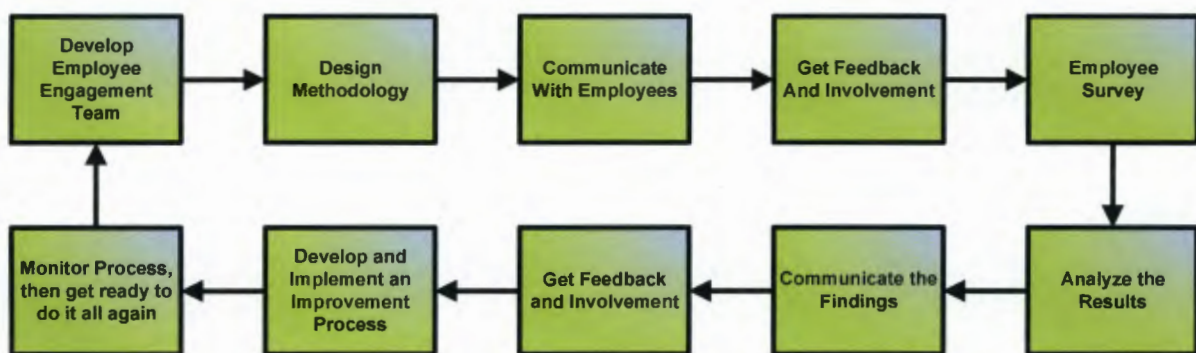 Develop
Employee
Engagement
Team
Design
Methodology
Communicate
With Employees
Get Feedback
And Involvement
Employee
Survey
Analyze the
Results
Communicate the
Findings
Get Feedback
and Involvement
Develop and
Implement an
Improvement
Process
Monitor Process,
then get ready to
do it all again